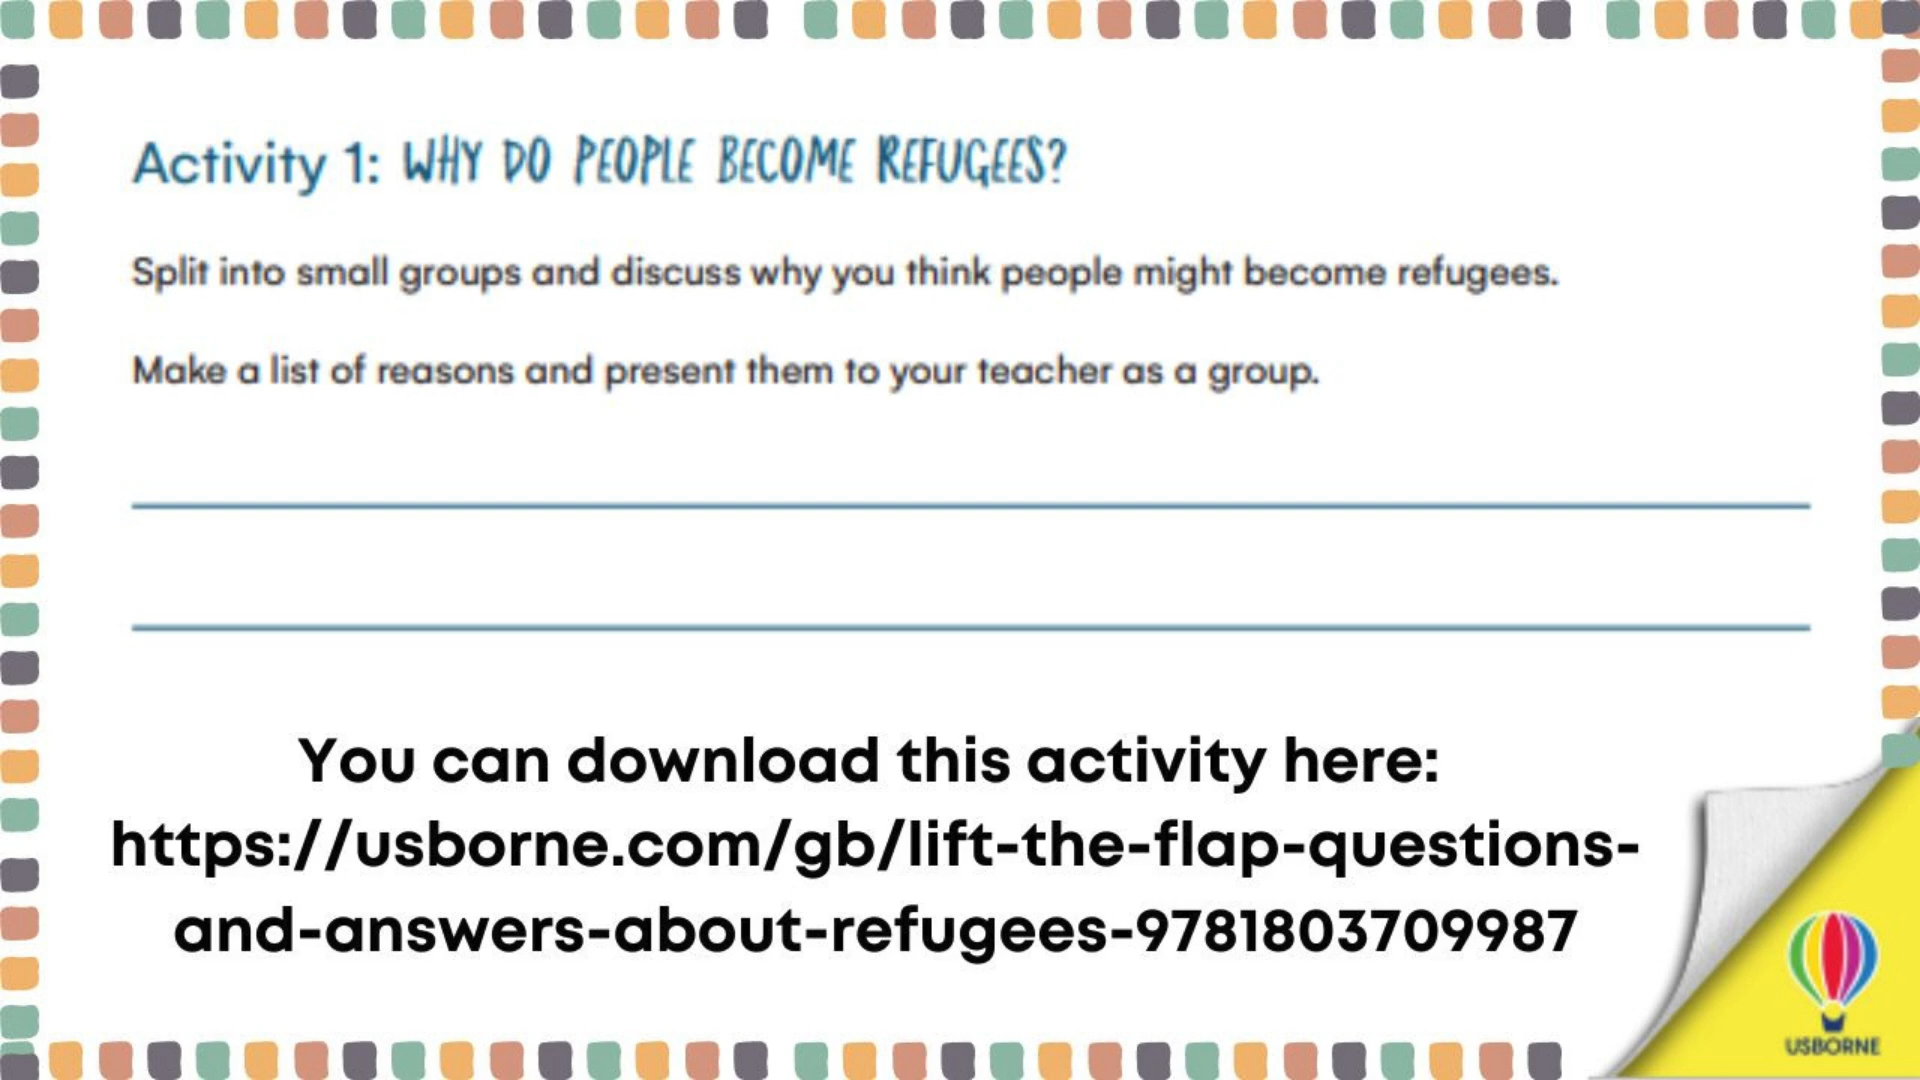 Activity 1: WHY DO PEOPLE BECOME REFUGEES?
Split into small groups and discuss why you think people might become refugees.
Make a list of reasons and present them to your teacher as a group.
You can download this activity here:
https://usborne.com/gb/lift-the-flap-questions-
and-answers-about-refugees-9781803709987
USBORNE